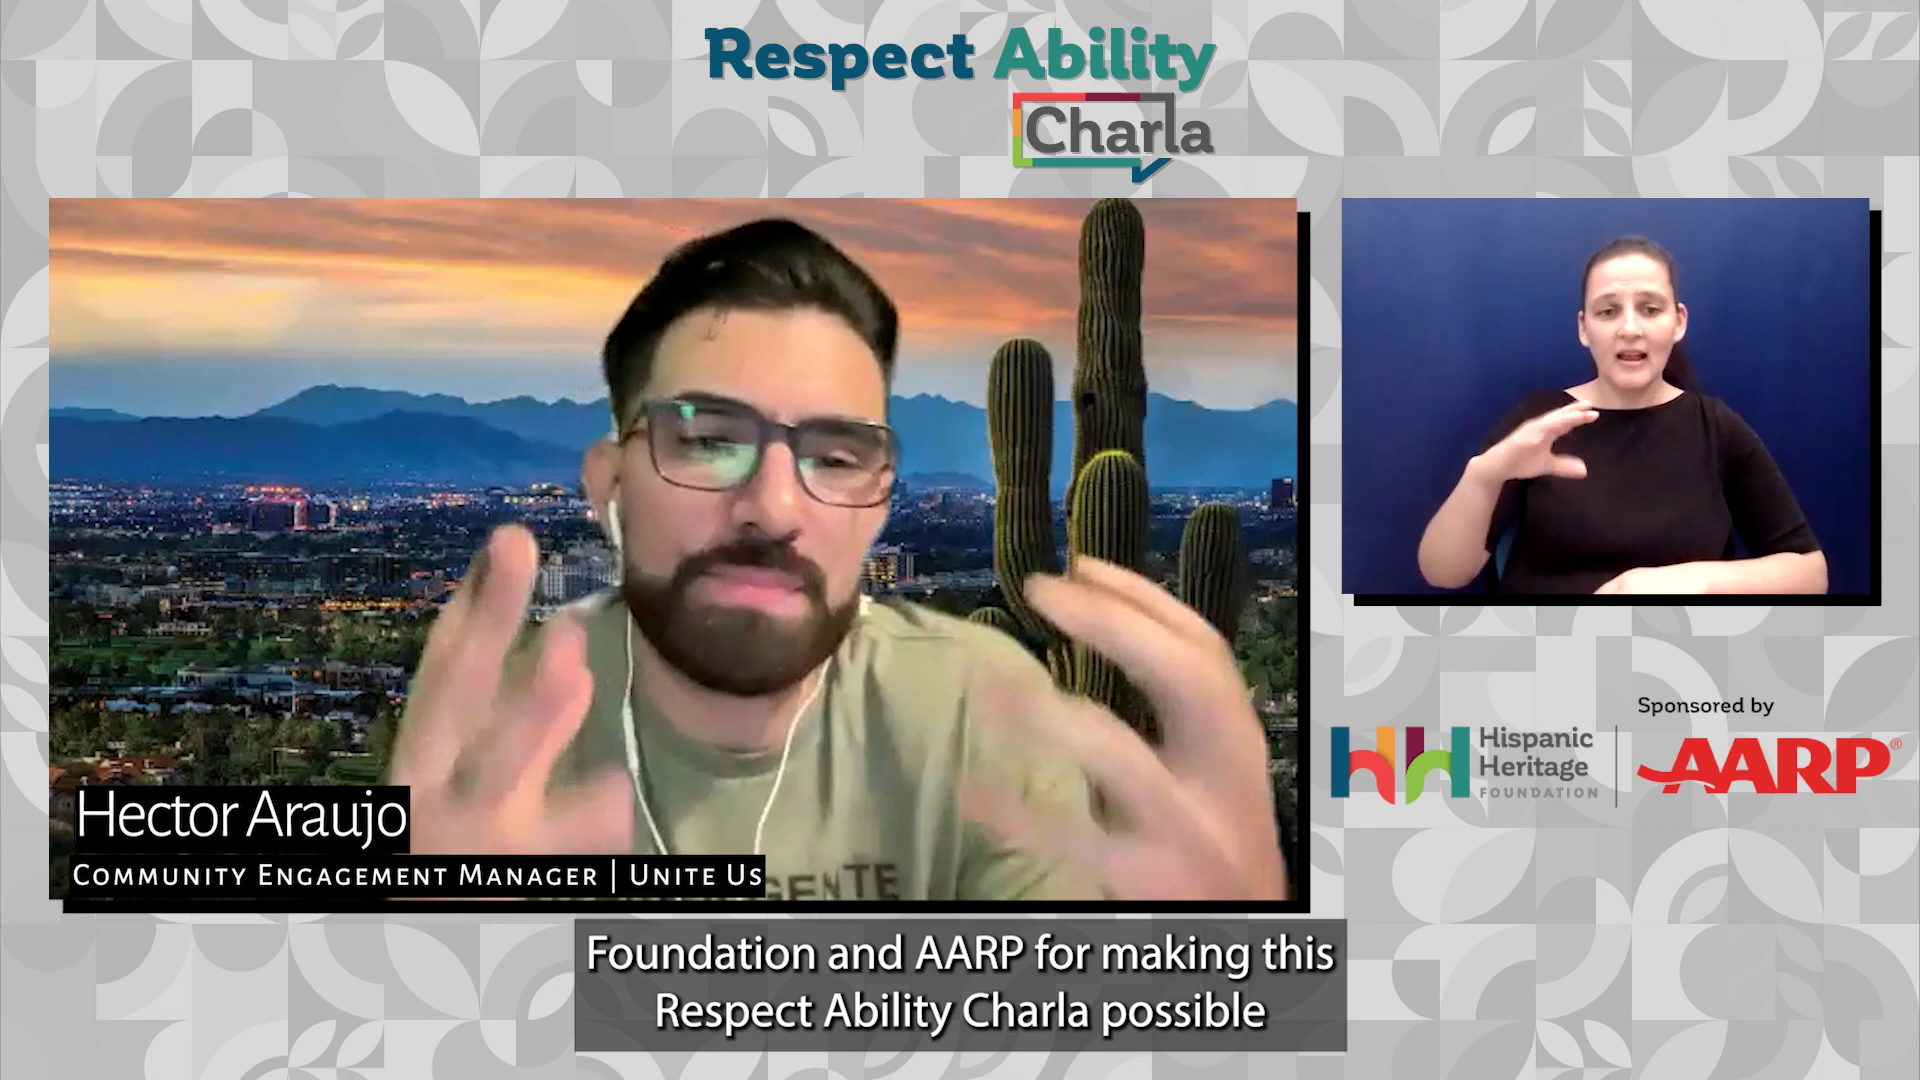 Respect Ability
Charla
Hector Araujo
Community Engagement Manager | Unite Us
GENTE
Sponsored by
Hispanic
Heritage
FOUNDATION
AARP®
Foundation and AARP for making this
Respect Ability Charla possible